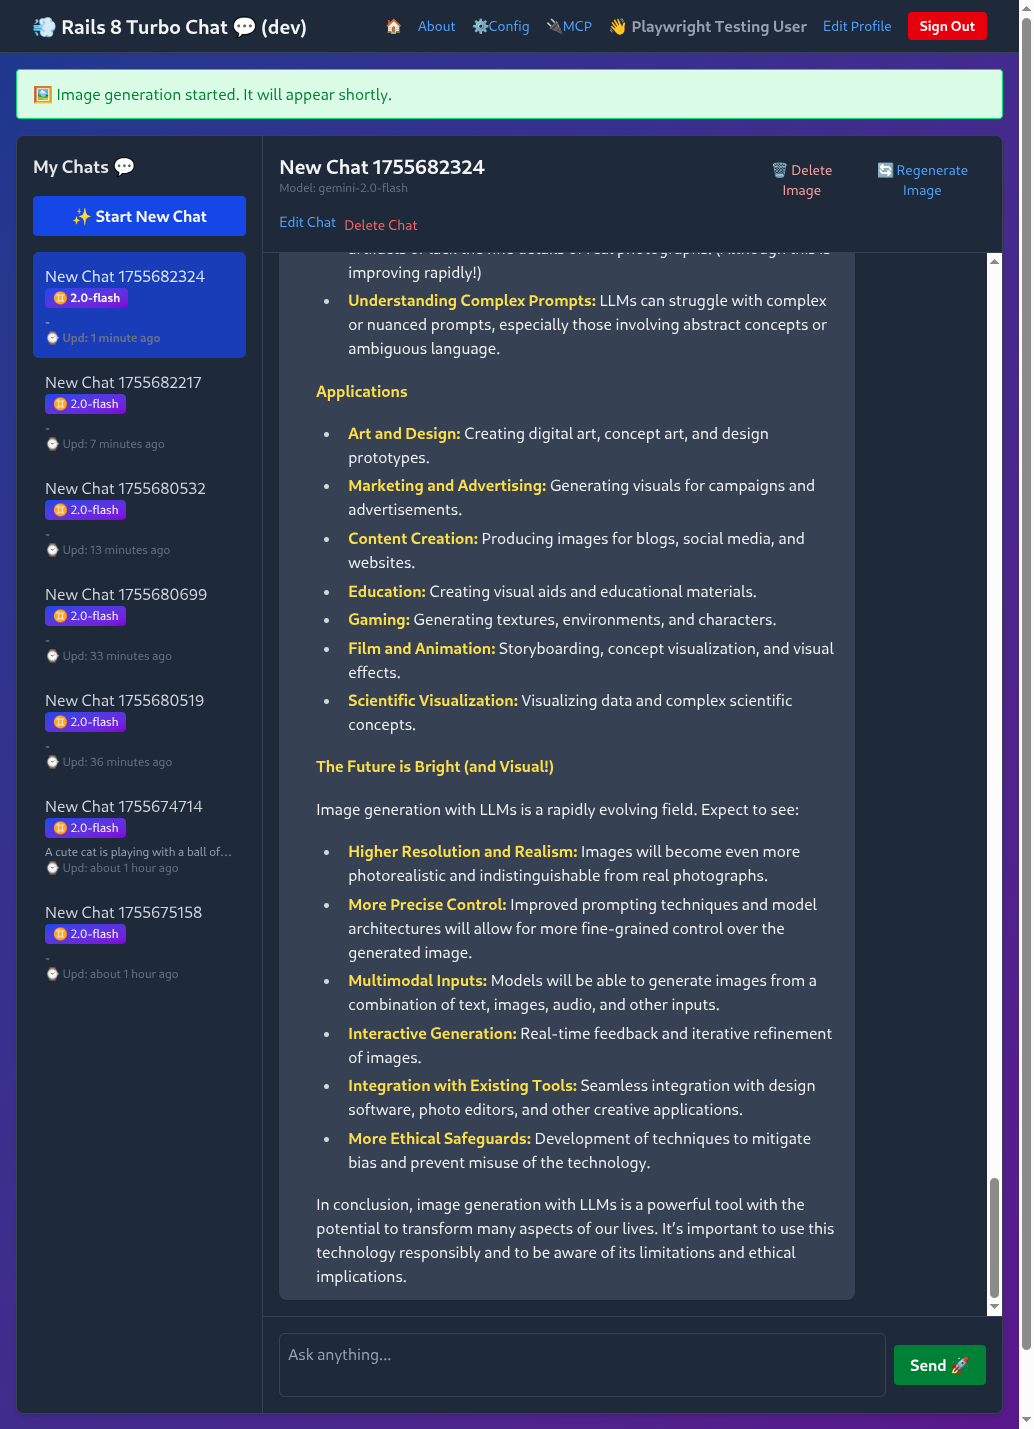 💨 Rails 8 Turbo Chat 💬 (dev)
🏠 About ⚙️Config 🔌MCP 👋 Playwright Testing User Edit Profile Sign Out
🖼️ Image generation started. It will appear shortly.
My Chats 💬
✨ Start New Chat
New Chat 1755682324
♊ 2.0-flash
-
⌚ Upd: 1 minute ago
New Chat 1755682217
♊ 2.0-flash
-
⌚ Upd: 7 minutes ago
New Chat 1755680532
♊ 2.0-flash
-
⌚ Upd: 13 minutes ago
New Chat 1755680699
♊ 2.0-flash
-
⌚ Upd: 33 minutes ago
New Chat 1755680519
♊ 2.0-flash
-
⌚ Upd: 36 minutes ago
New Chat 1755674714
♊ 2.0-flash
A cute cat is playing with a ball of...
⌚ Upd: about 1 hour ago
New Chat 1755675158
♊ 2.0-flash
-
⌚ Upd: about 1 hour ago
New Chat 1755682324
Model: gemini-2.0-flash
Edit Chat Delete Chat
🗑️ Delete
Image
🔄 Regenerate
Image
artifacts or lack the fine details of real photographs. (Although this is
improving rapidly!)
• Understanding Complex Prompts: LLMs can struggle with complex
or nuanced prompts, especially those involving abstract concepts or
ambiguous language.
Applications
• Art and Design: Creating digital art, concept art, and design
prototypes.
• Marketing and Advertising: Generating visuals for campaigns and
advertisements.
• Content Creation: Producing images for blogs, social media, and
websites.
• Education: Creating visual aids and educational materials.
• Gaming: Generating textures, environments, and characters.
• Film and Animation: Storyboarding, concept visualization, and visual
effects.
• Scientific Visualization: Visualizing data and complex scientific
concepts.
The Future is Bright (and Visual!)
Image generation with LLMs is a rapidly evolving field. Expect to see:
• Higher Resolution and Realism: Images will become even more
photorealistic and indistinguishable from real photographs.
• More Precise Control: Improved prompting techniques and model
architectures will allow for more fine-grained control over the
generated image.
• Multimodal Inputs: Models will be able to generate images from a
combination of text, images, audio, and other inputs.
• Interactive Generation: Real-time feedback and iterative refinement
of images.
• Integration with Existing Tools: Seamless integration with design
software, photo editors, and other creative applications.
• More Ethical Safeguards: Development of techniques to mitigate
bias and prevent misuse of the technology.
In conclusion, image generation with LLMs is a powerful tool with the
potential to transform many aspects of our lives. It’s important to use this
technology responsibly and to be aware of its limitations and ethical
implications.
Ask anything...
Send 🚀